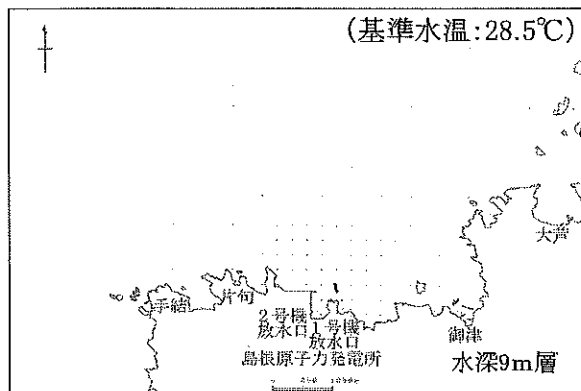 (基準水温:28.5℃)
大芦
手結
片句
2号機
放水口
1号機
放水口
御津
島根原子力発電所
水深9m層